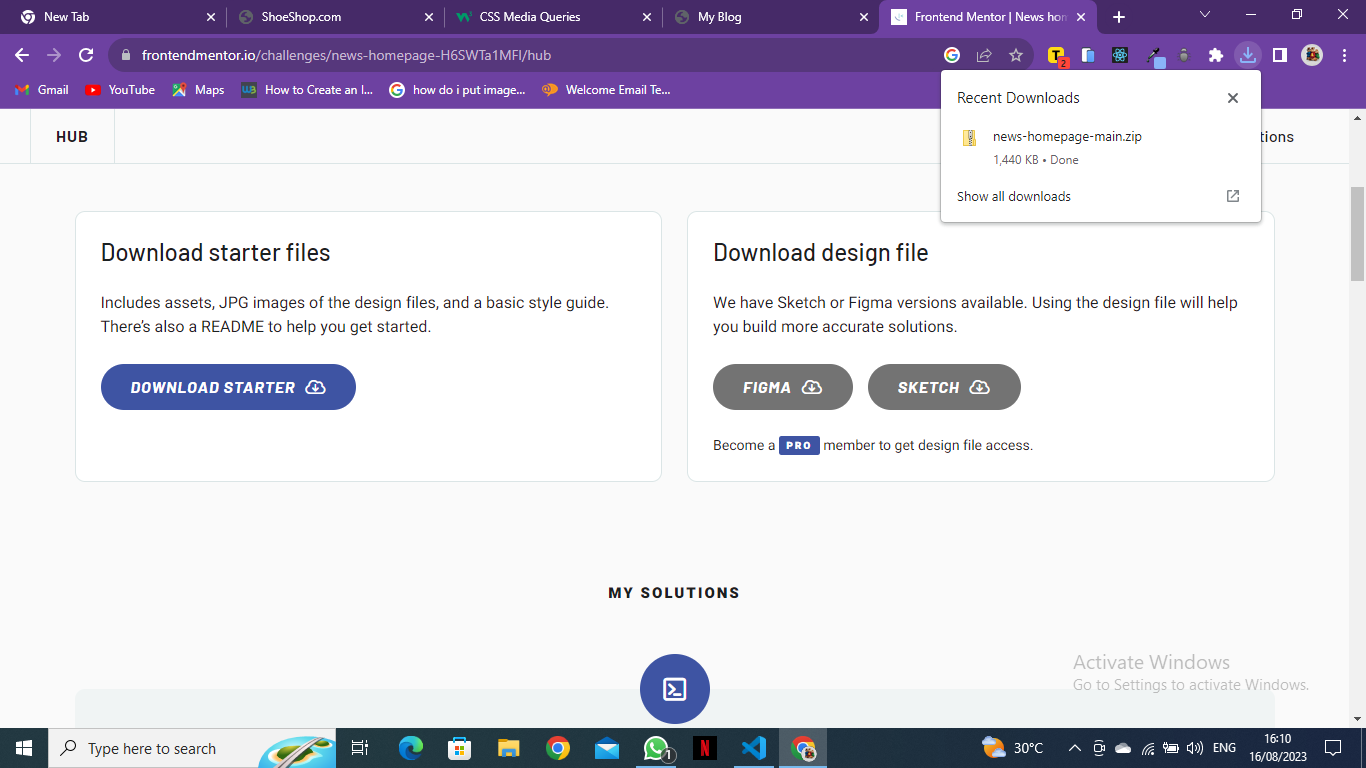 New Tab
ShoeShop.com
CSS Media Queries
My Blog
Frontend Mentor | News hon
frontendmentor.io/challenges/news-homepage-H6SWTa1MFl/hub
2
Gmail
YouTube
Maps
How to Create an I...
how do i put image...
Welcome Email Te...
Recent Downloads
news-homepage-main.zip
1,440 KB • Done
Show all downloads
HUB
tions
Download starter files
Includes assets, JPG images of the design files, and a basic style guide.
There's also a README to help you get started.
DOWNLOAD STARTER
Download design file
We have Sketch or Figma versions available. Using the design file will help
you build more accurate solutions.
FIGMA
SKETCH
Become a PRO member to get design file access.
MY SOLUTIONS
Activate Windows
Go to Settings to activate Windows.
Type here to search
1
30°C
ENG
16:10
16/08/2023